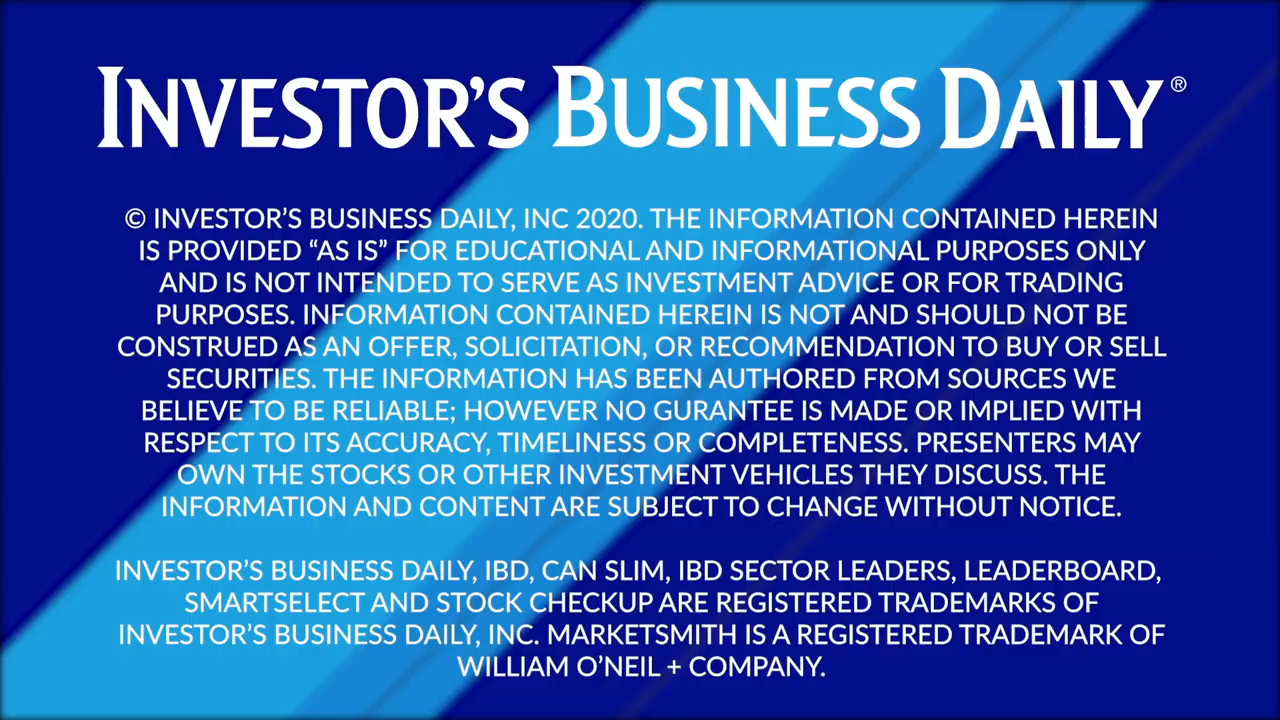 INVESTOR’S BUSINESS DAILY®
© INVESTOR’S BUSINESS DAILY, INC 2020. THE INFORMATION CONTAINED HEREIN
IS PROVIDED “AS IS” FOR EDUCATIONAL AND INFORMATIONAL PURPOSES ONLY
AND IS NOT INTENDED TO SERVE AS INVESTMENT ADVICE OR FOR TRADING
PURPOSES. INFORMATION CONTAINED HEREIN IS NOT AND SHOULD NOT BE
CONSTRUED AS AN OFFER, SOLICITATION, OR RECOMMENDATION TO BUY OR SELL
SECURITIES. THE INFORMATION HAS BEEN AUTHORED FROM SOURCES WE
BELIEVE TO BE RELIABLE; HOWEVER NO GURANTEE IS MADE OR IMPLIED WITH
RESPECT TO ITS ACCURACY, TIMELINESS OR COMPLETENESS. PRESENTERS MAY
OWN THE STOCKS OR OTHER INVESTMENT VEHICLES THEY DISCUSS. THE
INFORMATION AND CONTENT ARE SUBJECT TO CHANGE WITHOUT NOTICE.
INVESTOR’S BUSINESS DAILY, IBD, CAN SLIM, IBD SECTOR LEADERS, LEADERBOARD,
SMARTSELECT AND STOCK CHECKUP ARE REGISTERED TRADEMARKS OF
INVESTOR’S BUSINESS DAILY, INC. MARKETSMITH IS A REGISTERED TRADEMARK OF
WILLIAM O’NEIL + COMPANY.